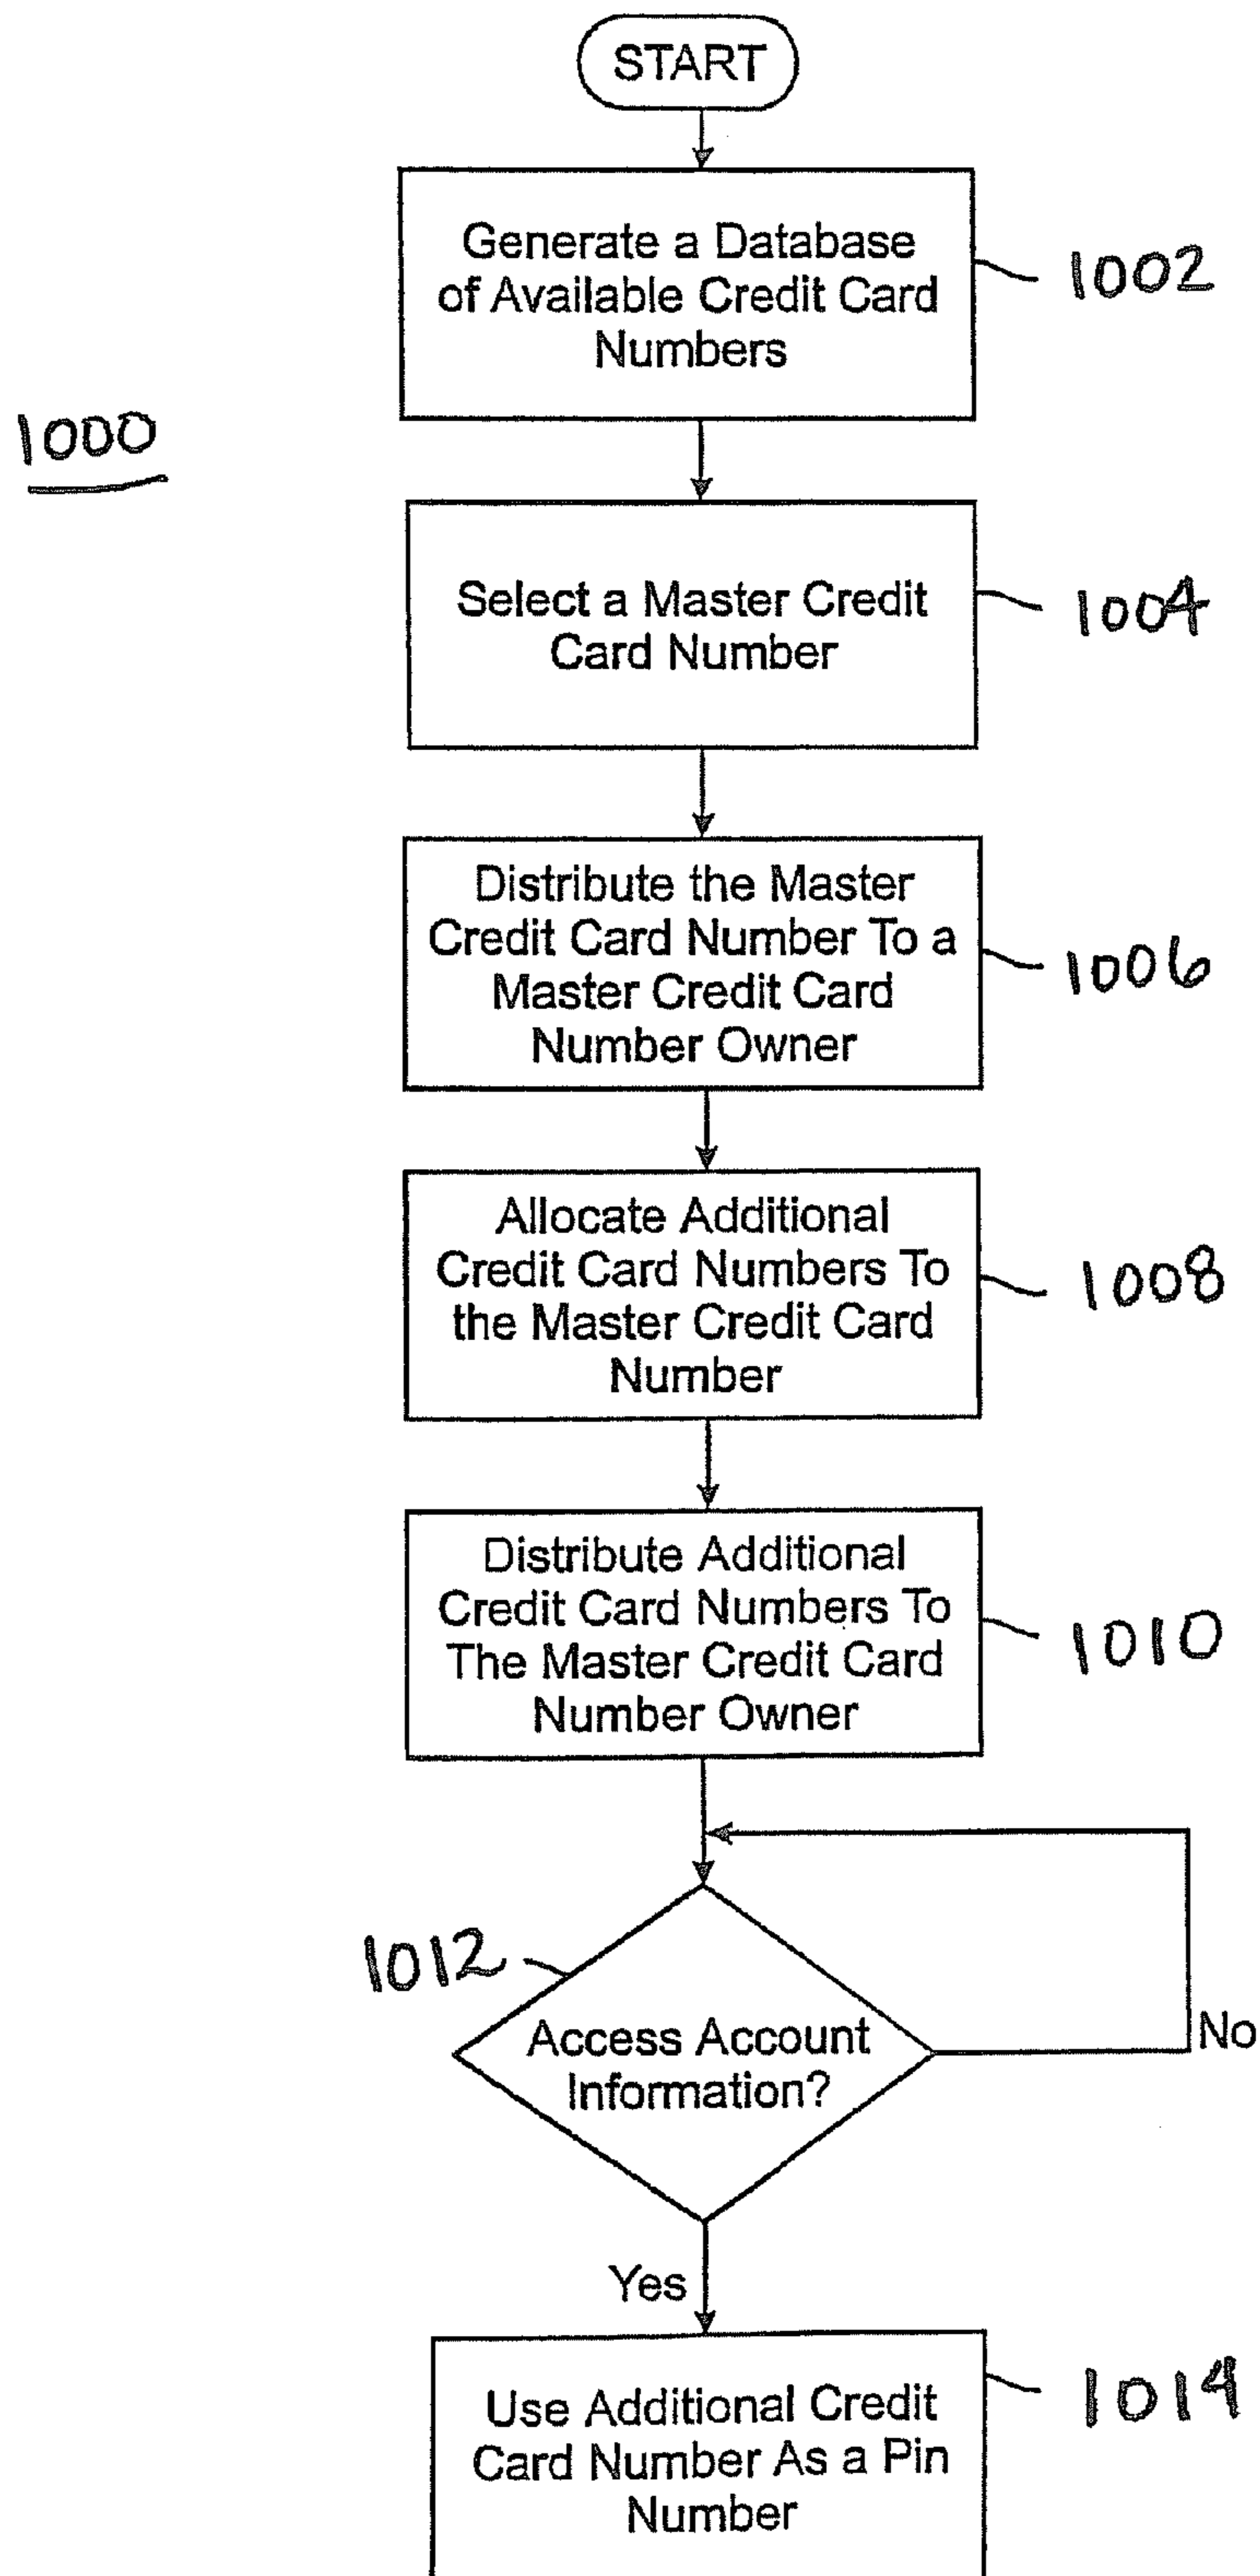 START
Generate a Database
of Available Credit Card
Numbers
1002
1000
Select a Master Credit
Card Number
1004
Distribute the Master
Credit Card Number To a
Master Credit Card
Number Owner
1006
Allocate Additional
Credit Card Numbers To
the Master Credit Card
Number
1008
Distribute Additional
Credit Card Numbers To
The Master Credit Card
Number Owner
1010
1012
Access Account
Information?
No
Yes
Use Additional Credit
Card Number As a Pin
Number
1014